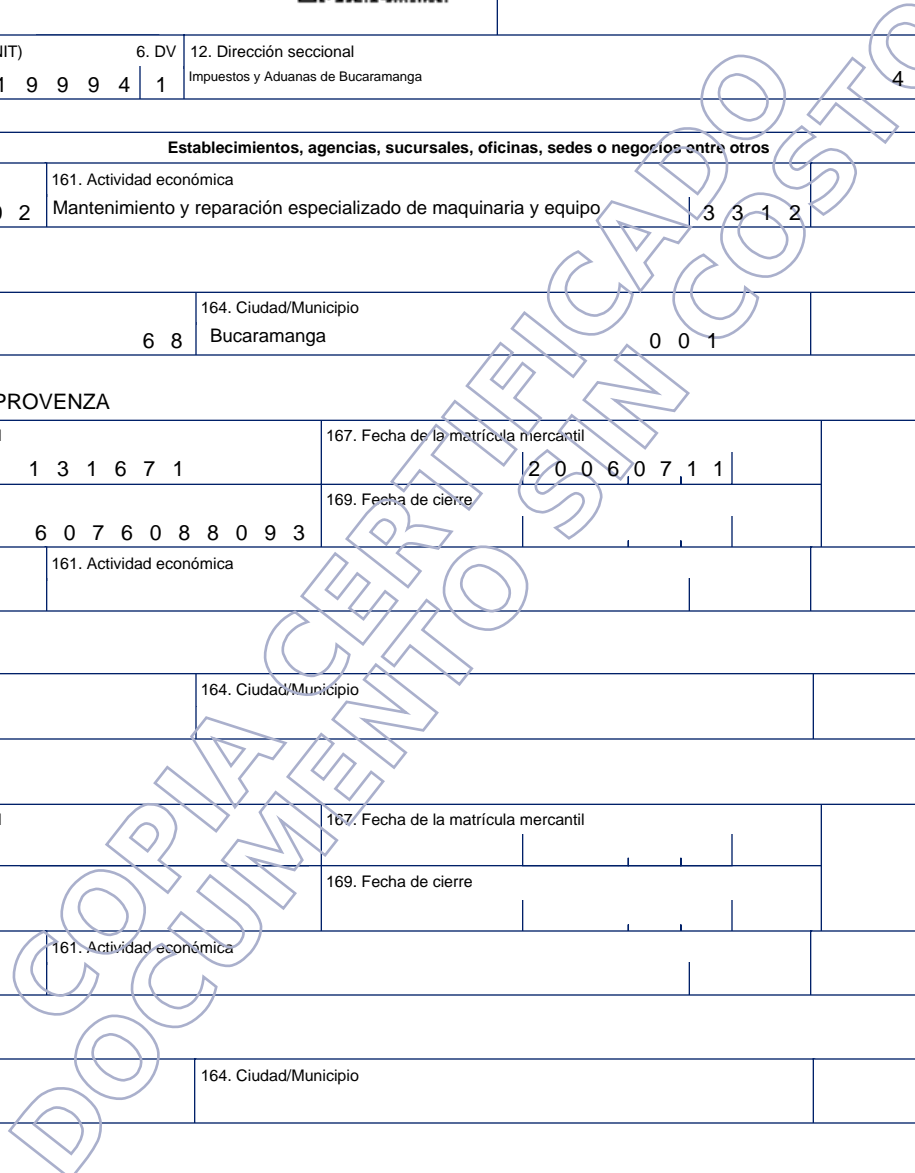 6. DV 12. Dirección seccional
9 9 9 4 1 Impuestos y Aduanas de Bucaramanga 4
Establecimientos, agencias, sucursales, oficinas, sedes o negocios entre otros
161. Actividad económica
2 Mantenimiento y reparación especializado de maquinaria y equipo 3 3 1 2
164. Ciudad/Municipio
6 8 Bucaramanga 0 0 1
PROVENZA
167. Fecha de la matrícula mercantil
1 3 1 6 7 1 2 0 0 6 0 7 1 1
169. Fecha de cierre
6 0 7 6 0 8 8 0 9 3
161. Actividad económica
164. Ciudad/Municipio
167. Fecha de la matrícula mercantil
169. Fecha de cierre
161. Actividad económica
164. Ciudad/Municipio
COPIA CERTIFICADO
DOCUMENTO SIN COSTO